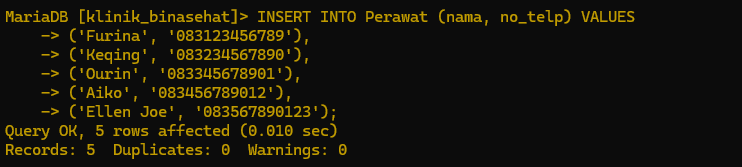 MariaDB [klinik_binasehat]> INSERT INTO Perawat (nama, no_telp) VALUES
    -> ('Furina', '083123456789'),
    -> ('Keqing', '083234567890'),
    -> ('Ourin', '083345678901'),
    -> ('Aiko', '083456789012'),
    -> ('Ellen Joe', '083567890123');
Query OK, 5 rows affected (0.010 sec)
Records: 5  Duplicates: 0  Warnings: 0